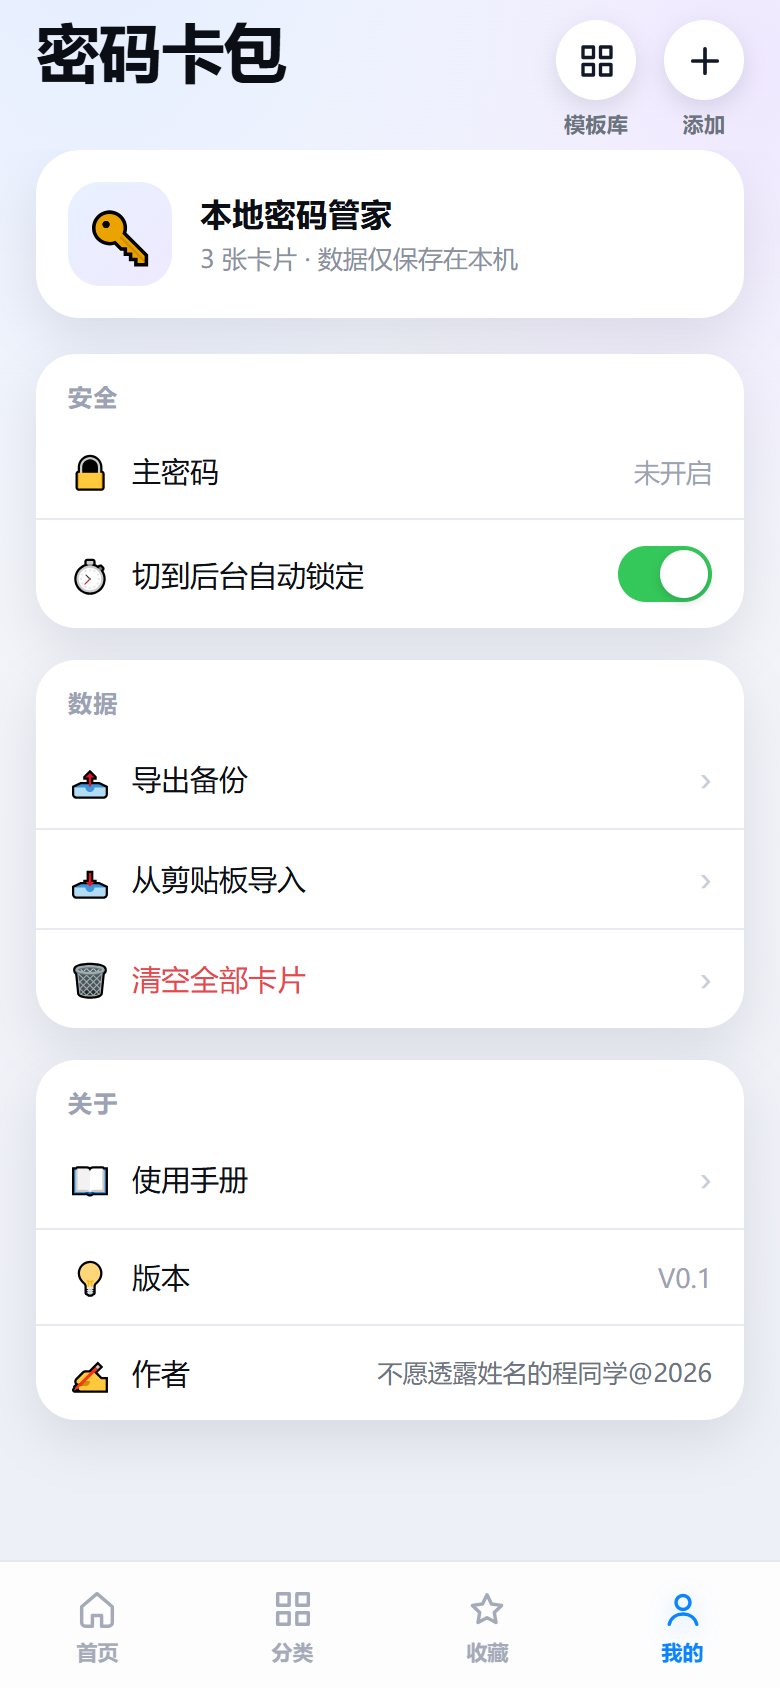 密码卡包
模板库
添加
本地密码管家
3 张卡片 · 数据仅保存在本机
安全
主密码
未开启
切到后台自动锁定
数据
导出备份
从剪贴板导入
清空全部卡片
关于
使用手册
版本
V0.1
作者
不愿透露姓名的程同学@2026
首页
分类
收藏
我的